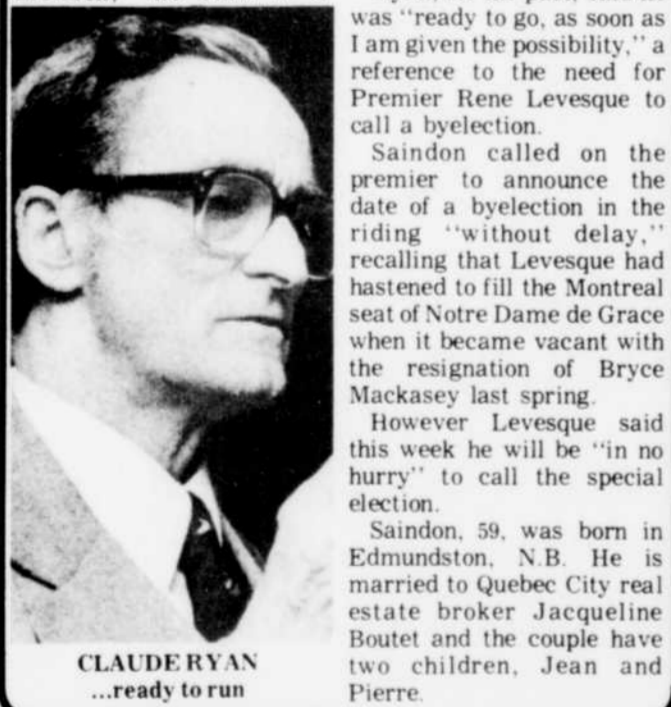 was “ready to go, as soon as
I am given the possibility,” a
reference to the need for
Premier Rene Levesque to
call a byelection.
Saindon called on the
premier to announce the
date of a byelection in the
riding “without delay,”
recalling that Levesque had
hastened to fill the Montreal
seat of Notre Dame de Grace
when it became vacant with
the resignation of Bryce
Mackasey last spring.
However Levesque said
this week he will be “in no
hurry” to call the special
election.
Saindon, 59, was born in
Edmundston, N.B. He is
married to Quebec City real
estate broker Jacqueline
Boutet and the couple have
two children, Jean and
Pierre.
CLAUDE RYAN
...ready to run